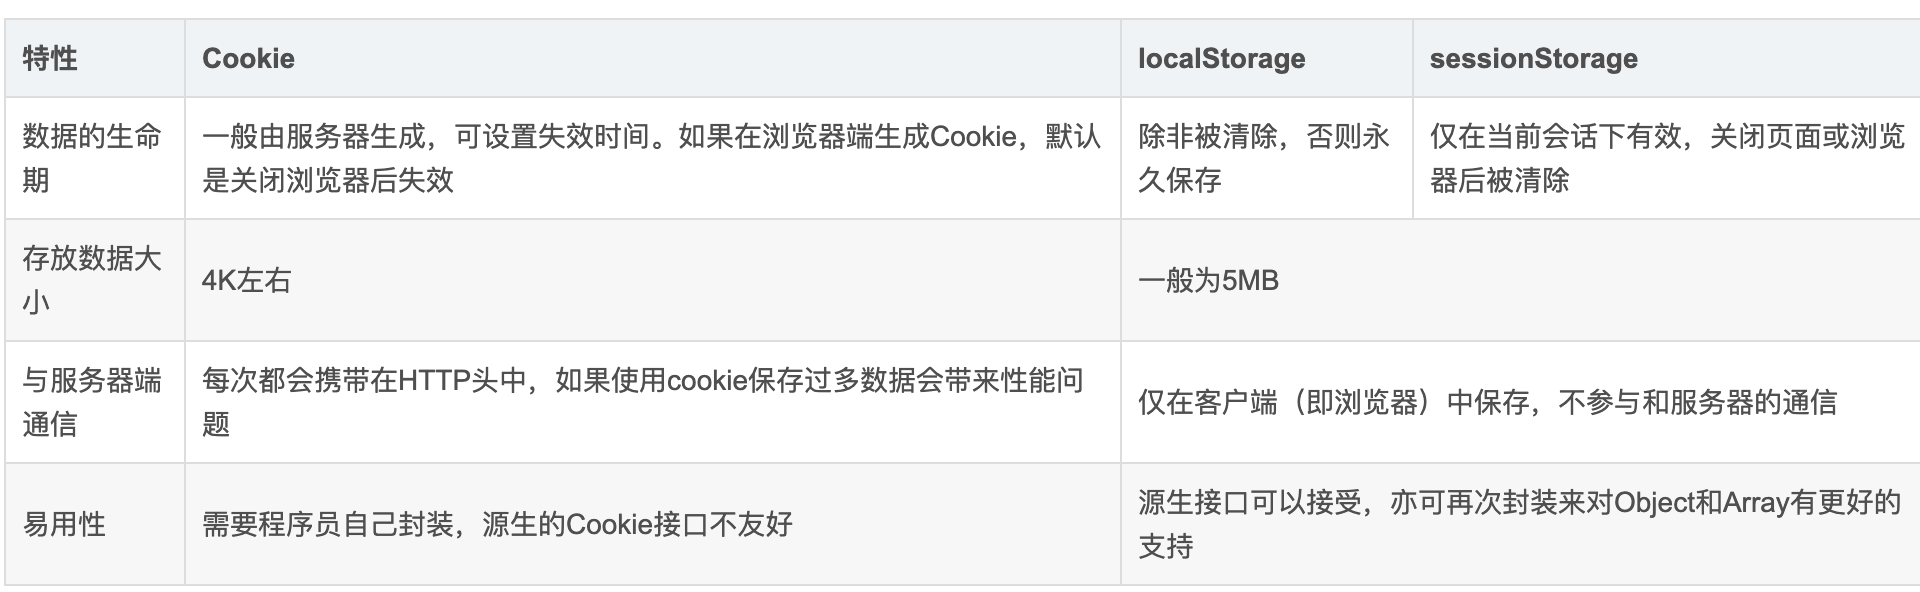 特性
Cookie
localStorage
sessionStorage
数据的生命
期
一般由服务器生成，可设置失效时间。如果在浏览器端生成Cookie，默认
是关闭浏览器后失效
除非被清除，否则永
久保存
仅在当前会话下有效，关闭页面或浏览
器后被清除
存放数据大
小
4K左右
一般为5MB
与服务器端
通信
每次都会携带在HTTP头中，如果使用cookie保存过多数据会带来性能问
题
仅在客户端（即浏览器）中保存，不参与和服务器的通信
易用性
需要程序员自己封装，源生的Cookie接口不友好
源生接口可以接受，亦可再次封装来对Object和Array有更好的
支持